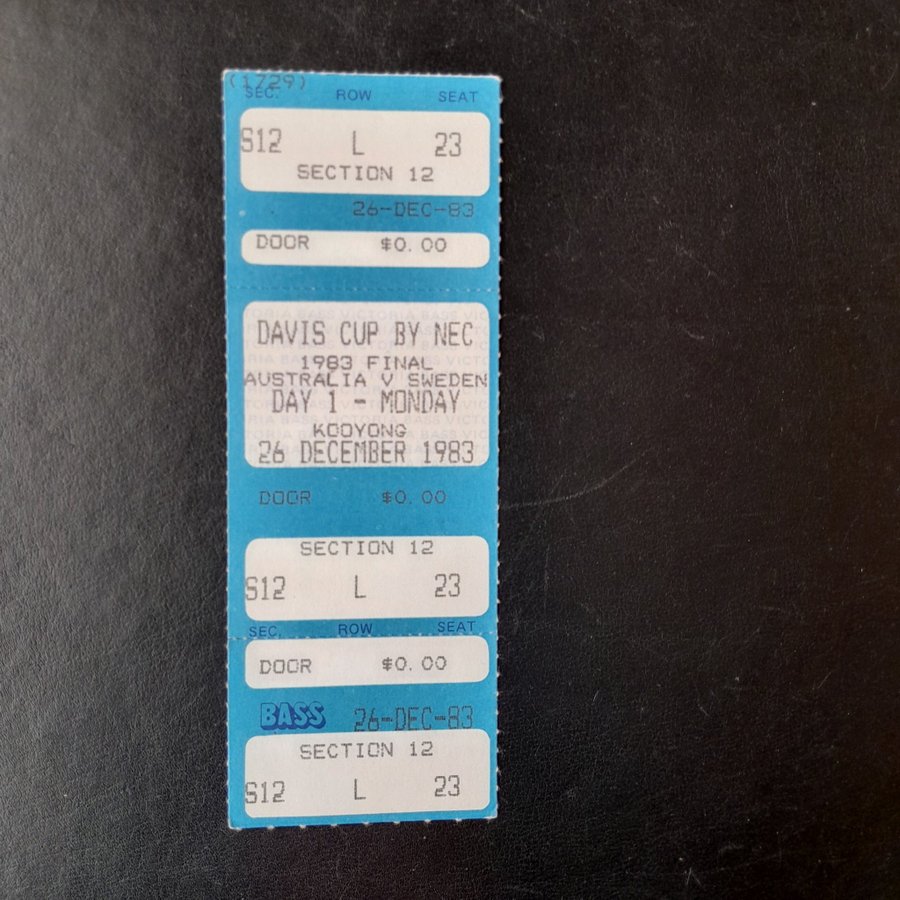 (1729)
SEC. ROW SEAT
S12 L 23
SECTION 12
26-DEC-83
DOOR $0.00
DAVIS CUP BY NEC
1983 FINAL
AUSTRALIA V SWEDEN
DAY 1 - MONDAY
KOOYONG
26 DECEMBER 1983
DOOR $0.00
SECTION 12
S12 L 23
SEC. ROW SEAT
DOOR $0.00
BASS 26-DEC-83
SECTION 12
S12 L 23